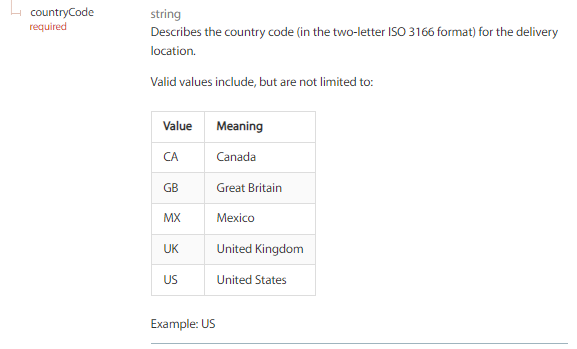 countryCode
required
string
Describes the country code (in the two-letter ISO 3166 format) for the delivery
location.
Valid values include, but are not limited to:
Value Meaning
CA Canada
GB Great Britain
MX Mexico
UK United Kingdom
US United States
Example: US